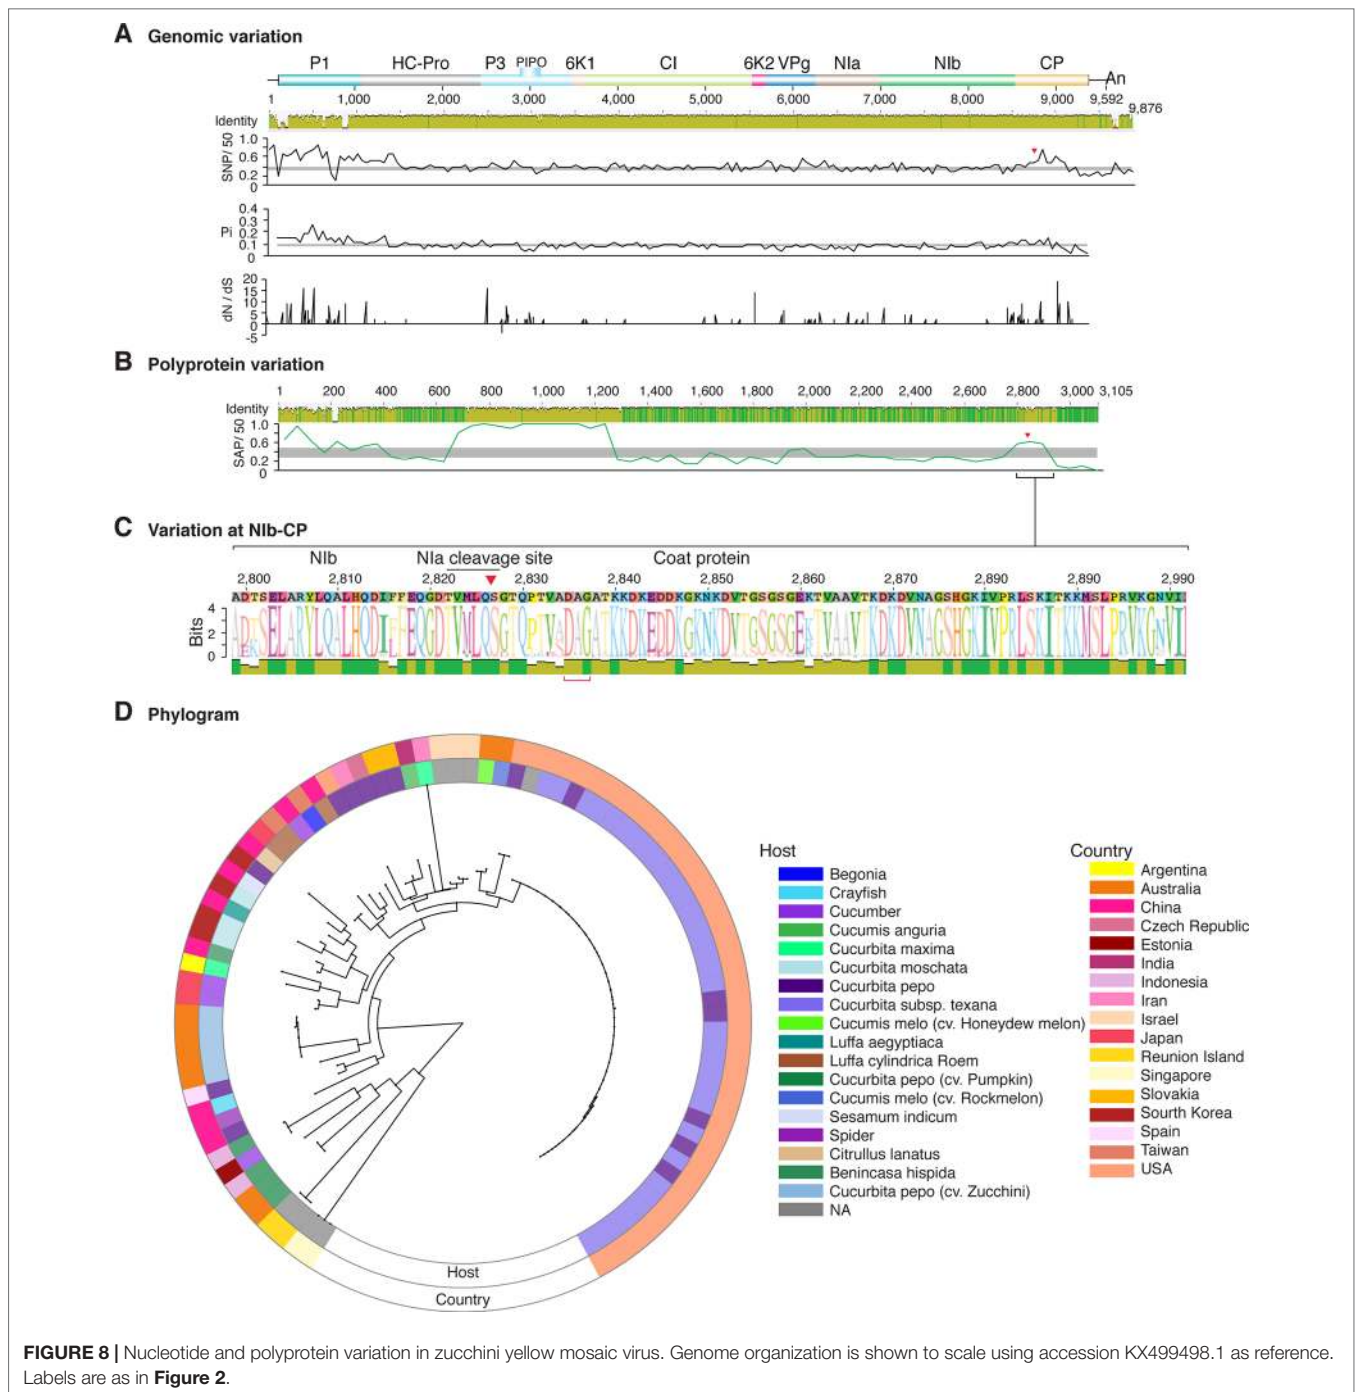 A Genomic variation
P1 HC-Pro P3 PIPO 6K1 CI 6K2 VPg NIa NIb CP
An
1 1,000 2,000 3,000 4,000 5,000 6,000 7,000 8,000 9,000 9,592
9,876
Identity
SNP/ 50
1.0
0.6
0.2
0
Pi
0.4
0.3
0.2
0.1
0
dN / dS
20
15
10
5
0
-5
B Polyprotein variation
1 200 400 600 800 1,000 1,200 1,400 1,600 1,800 2,000 2,200 2,400 2,600 2,800 3,000 3,105
Identity
SAP/ 50
1.0
0.6
0.2
0
C Variation at NIb-CP
NIb NIa cleavage site Coat protein
2,800 2,810 2,820 2,830 2,840 2,850 2,860 2,870 2,890 2,890 2,990
ADTSELARYLQALHQDIFFEQGDTVMLQSGTQPTVADAGATKKDKEDDKGKNKDVTGSGSGEKTVAAVTKDKDVNAGSHGKIVPRLSKITKKMSLPRVKGNVI
Bits
4
2
0
D Phylogram
Host
Country
Host
Begonia
Crayfish
Cucumber
Cucumis anguria
Cucurbita maxima
Cucurbita moschata
Cucurbita pepo
Cucurbita subsp. texana
Cucumis melo (cv. Honeydew melon)
Luffa aegyptiaca
Luffa cylindrica Roem
Cucurbita pepo (cv. Pumpkin)
Cucumis melo (cv. Rockmelon)
Sesamum indicum
Spider
Citrullus lanatus
Benincasa hispida
Cucurbita pepo (cv. Zucchini)
NA
Country
Argentina
Australia
China
Czech Republic
Estonia
India
Indonesia
Iran
Israel
Japan
Reunion Island
Singapore
Slovakia
South Korea
Spain
Taiwan
USA
FIGURE 8 | Nucleotide and polyprotein variation in zucchini yellow mosaic virus. Genome organization is shown to scale using accession KX499498.1 as reference.
Labels are as in Figure 2.